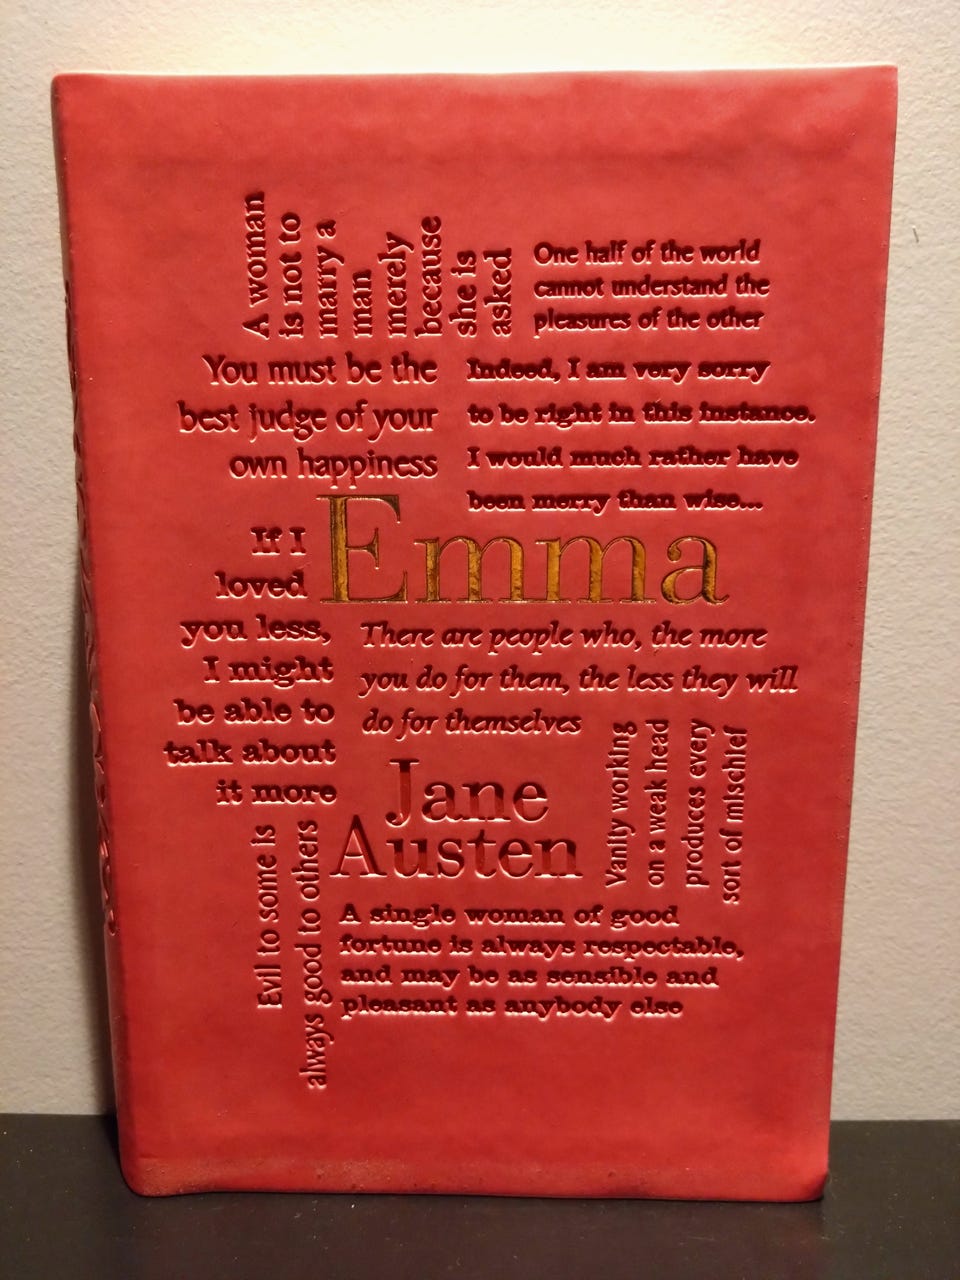 A woman
is not to
marry a
man
merely
because
she is
asked
One half of the world
cannot understand the
pleasures of the other
You must be the
best judge of your
own happiness
Indeed, I am very sorry
to be right in this instance.
I would much rather have
been merry than wise...
Emma
If I
loved
you less,
I might
be able to
talk about
it more
There are people who, the more
you do for them, the less they will
do for themselves
Jane
Austen
Vanity working
on a weak head
produces every
sort of mischief
Evil to some is
always good to others
A single woman of good
fortune is always respectable,
and may be as sensible and
pleasant as anybody else